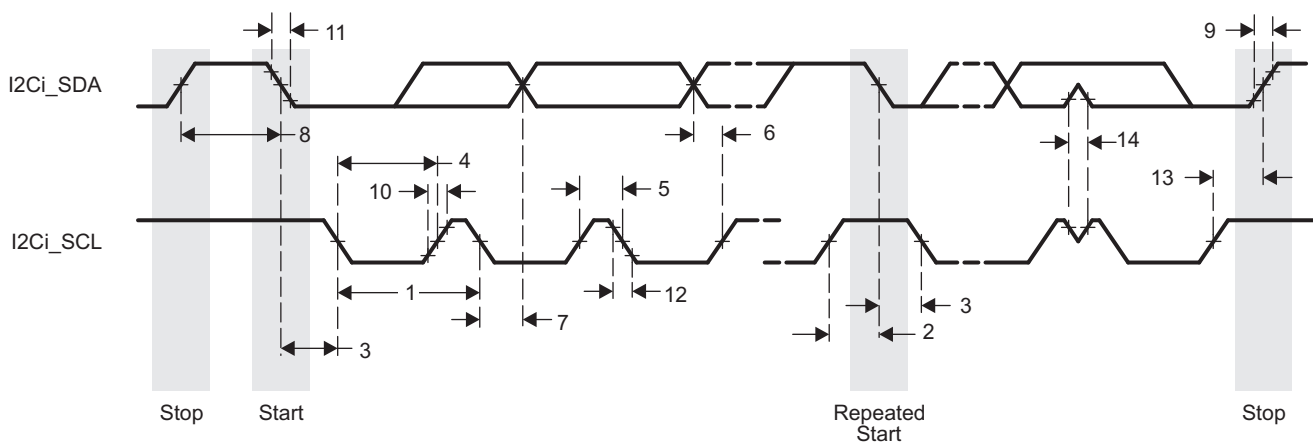 11
9
I2Ci_SDA
8
6
14
4
10
5
13
I2Ci_SCL
1
12
7
3
2
3
Stop
Start
Repeated
Start
Stop